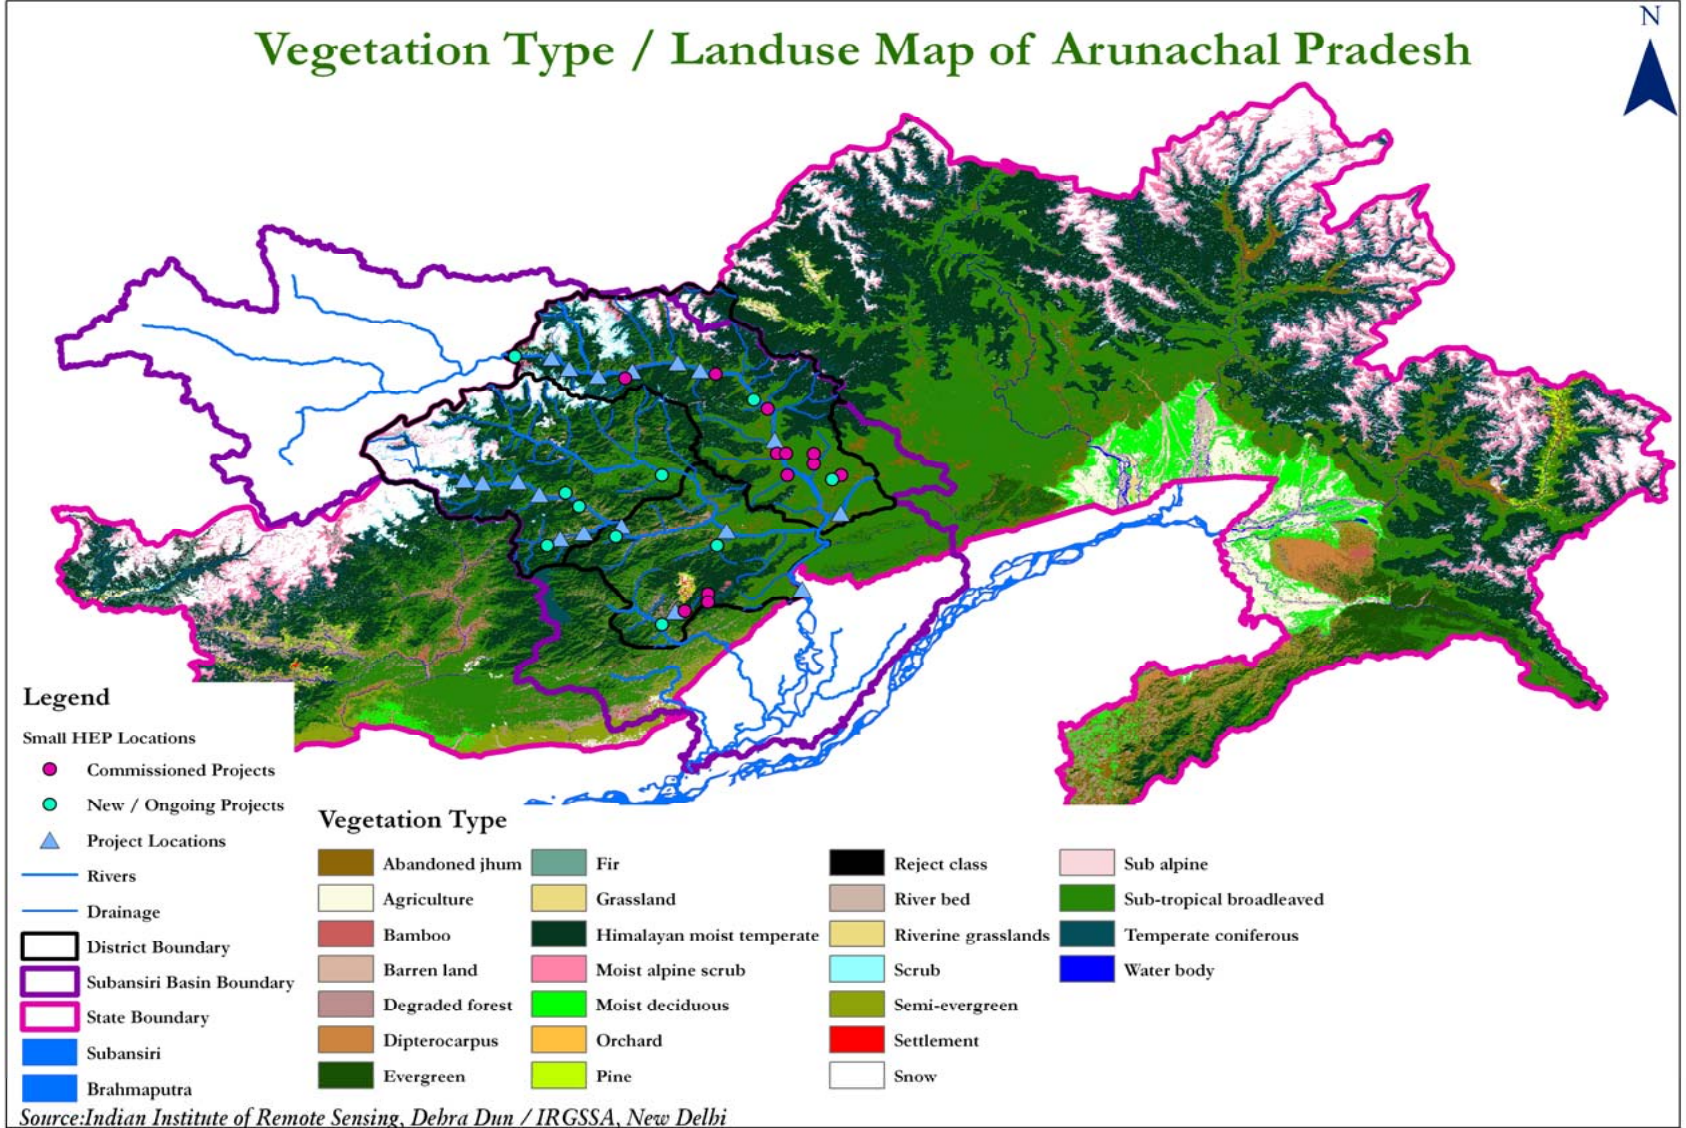 N
Vegetation Type / Landuse Map of Arunachal Pradesh
Legend
Small HEP Locations
Commissioned Projects
New / Ongoing Projects
Project Locations
Rivers
Drainage
District Boundary
Subansiri Basin Boundary
State Boundary
Subansiri
Brahmaputra
Vegetation Type
Abandoned jhum
Agriculture
Bamboo
Barren land
Degraded forest
Dipterocarpus
Evergreen
Fir
Grassland
Himalayan moist temperate
Moist alpine scrub
Moist deciduous
Orchard
Pine
Reject class
River bed
Riverine grasslands
Scrub
Semi-evergreen
Settlement
Snow
Sub alpine
Sub-tropical broadleaved
Temperate coniferous
Water body
Source:Indian Institute of Remote Sensing, Dehra Dun / IRGSSA, New Delhi